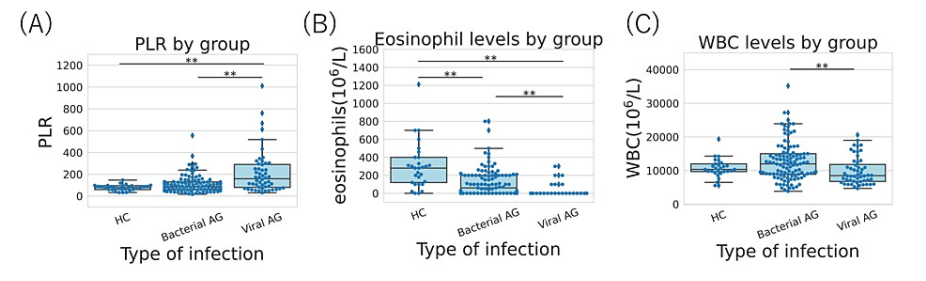 (A)
PLR by group
**
**
1200
1000
800
600
400
200
0
PLR
HC
Bacterial AG
Viral AG
Type of infection
(B)
Eosinophil levels by group
**
**
**
1600
1400
1200
1000
800
600
400
200
0
eosinophils(10⁶/L)
HC
Bacterial AG
Viral AG
Type of infection
(C)
WBC levels by group
**
40000
30000
20000
10000
0
WBC(10⁶/L)
HC
Bacterial AG
Viral AG
Type of infection